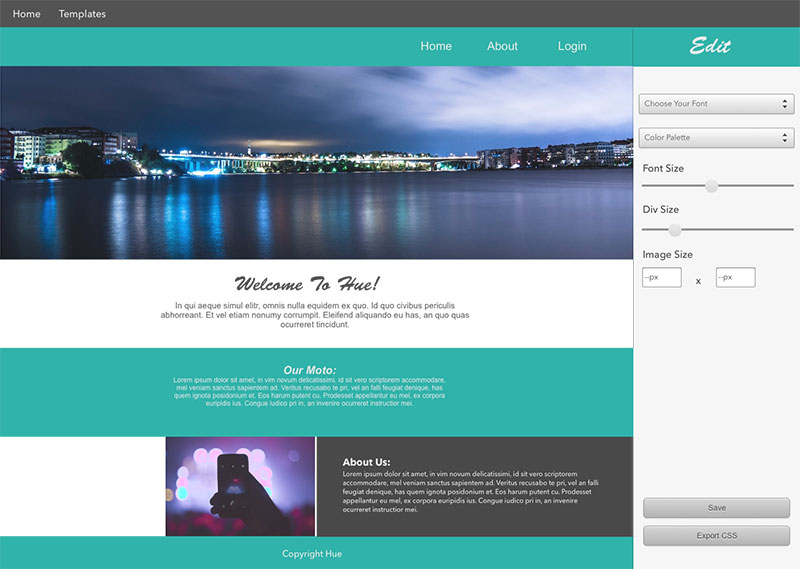 Home Templates
Home About Login
Edit
Choose Your Font
Color Palette
Font Size
Div Size
Image Size
--px x --px
Welcome To Hue!
In qui aeque simul elitr, omnis nulla equidem ex quo. Id quo civibus periculis
abhorreant. Et vel etiam nonumy corrumpit. Eleifend aliquando eu has, an quo quas
ocurreret tincidunt.
Our Moto:
Lorem ipsum dolor sit amet, in vim novum delicatissimi, id sit vero scriptorem accommodare,
mel veniam sanctus sapientem ad. Veritus recusabo te pri, vel an falli feugiat denique, has
quem ignota posidonium et. Eos harum putent cu. Prodesset appellantur eu mel, ex corpora
euripidis ius. Congue iudico pri in, an invenire ocurreret instructior mei.
About Us:
Lorem ipsum dolor sit amet, in vim novum delicatissimi, id sit vero scriptorem
accommodare, mel veniam sanctus sapientem ad. Veritus recusabo te pri, vel an falli
feugiat denique, has quem ignota posidonium et. Eos harum putent cu. Prodesset
appellantur eu mel, ex corpora euripidis ius. Congue iudico pri in, an invenire
ocurreret instructior mei.
Save
Export CSS
Copyright Hue